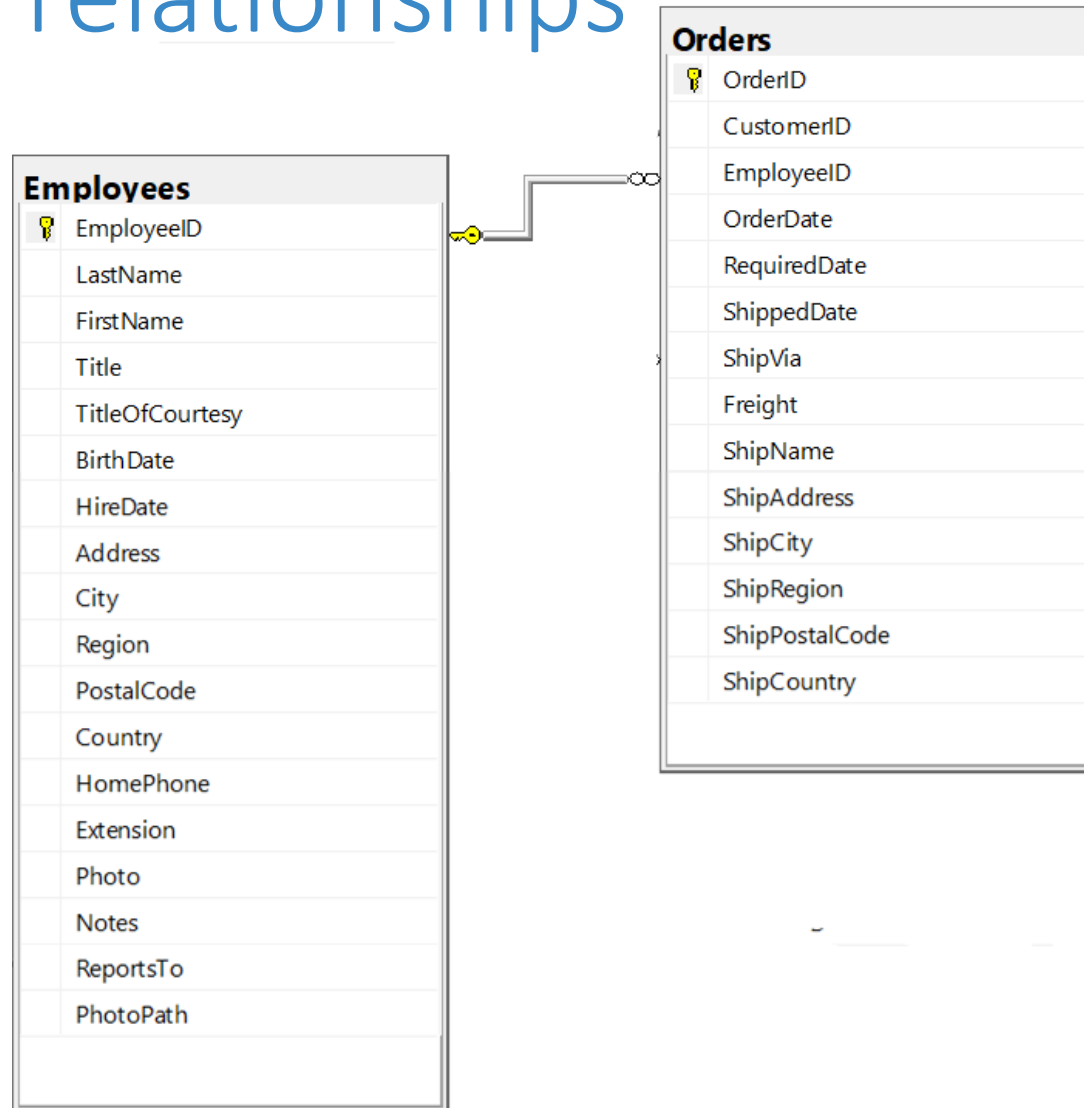 relationships
Employees
EmployeeID
LastName
FirstName
Title
TitleOfCourtesy
BirthDate
HireDate
Address
City
Region
PostalCode
Country
HomePhone
Extension
Photo
Notes
ReportsTo
PhotoPath
Orders
OrderID
CustomerID
EmployeeID
OrderDate
RequiredDate
ShippedDate
ShipVia
Freight
ShipName
ShipAddress
ShipCity
ShipRegion
ShipPostalCode
ShipCountry